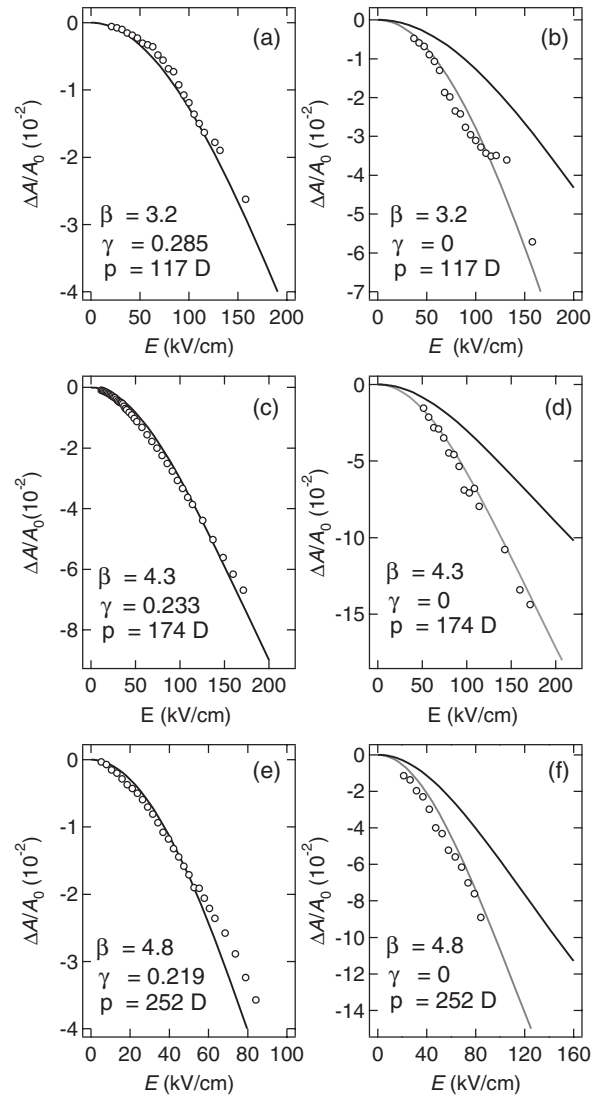 (a)
0
-1
-2
-3
-4
ΔA/A0 (10-2)
β = 3.2
γ = 0.285
p = 117 D
0 50 100 150 200
E (kV/cm)
(b)
0
-1
-2
-3
-4
-5
-6
-7
ΔA/A0 (10-2)
β = 3.2
γ = 0
p = 117 D
0 50 100 150 200
E (kV/cm)
(c)
0
-2
-4
-6
-8
ΔA/A0(10-2)
β = 4.3
γ = 0.233
p = 174 D
0 50 100 150 200
E (kV/cm)
(d)
0
-5
-10
-15
ΔA/A0 (10-2)
β = 4.3
γ = 0
p = 174 D
0 50 100 150 200
E (kV/cm)
(e)
0
-1
-2
-3
-4
ΔA/A0 (10-2)
β = 4.8
γ = 0.219
p = 252 D
0 20 40 60 80 100
E (kV/cm)
(f)
0
-2
-4
-6
-8
-10
-12
-14
ΔA/A0 (10-2)
β = 4.8
γ = 0
p = 252 D
0 40 80 120 160
E (kV/cm)